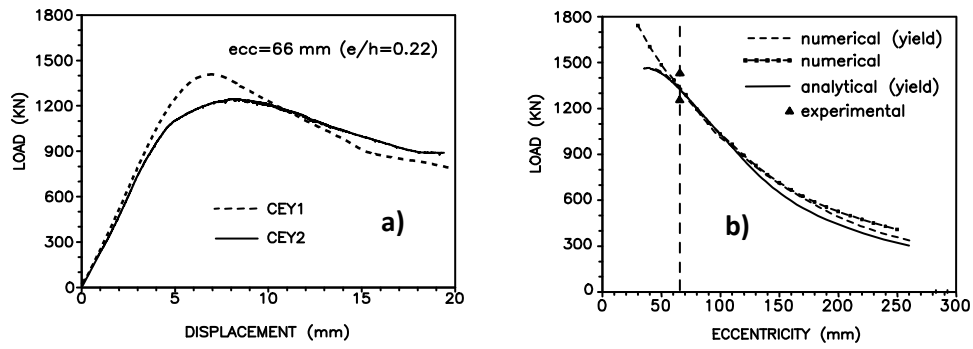 1800
1500
1200
900
600
300
0
LOAD (KN)
ecc=66 mm (e/h=0.22)
CEY1
CEY2
a)
0
5
10
15
20
DISPLACEMENT (mm)
1800
1500
1200
900
600
300
0
LOAD (KN)
numerical (yield)
numerical
analytical (yield)
experimental
b)
0
50
100
150
200
250
300
ECCENTRICITY (mm)